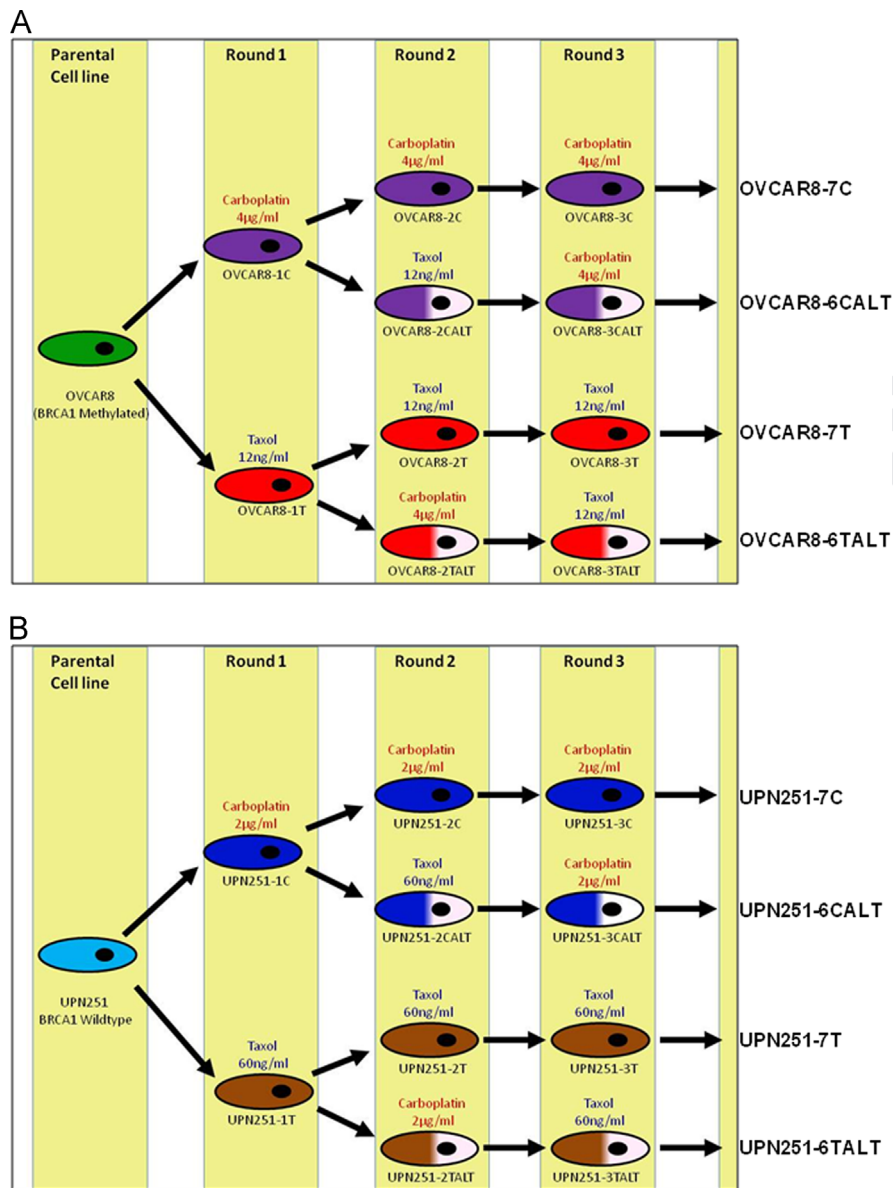 A
Parental
Cell line
Round 1
Round 2
Round 3
Carboplatin
4µg/ml
OVCAR8-2C
Carboplatin
4µg/ml
OVCAR8-3C
OVCAR8-7C
Carboplatin
4µg/ml
OVCAR8-1C
Taxol
12ng/ml
OVCAR8-2CALT
Carboplatin
4µg/ml
OVCAR8-3CALT
OVCAR8-6CALT
OVCAR8
(BRCA1 Methylated)
Taxol
12ng/ml
OVCAR8-2T
Taxol
12ng/ml
OVCAR8-3T
OVCAR8-7T
Taxol
12ng/ml
OVCAR8-1T
Carboplatin
4µg/ml
OVCAR8-2TALT
Taxol
12ng/ml
OVCAR8-3TALT
OVCAR8-6TALT
B
Parental
Cell line
Round 1
Round 2
Round 3
Carboplatin
2µg/ml
UPN251-2C
Carboplatin
2µg/ml
UPN251-3C
UPN251-7C
Carboplatin
2µg/ml
UPN251-1C
Taxol
60ng/ml
UPN251-2CALT
Carboplatin
2µg/ml
UPN251-3CALT
UPN251-6CALT
UPN251
BRCA1 Wildtype
Taxol
60ng/ml
UPN251-2T
Taxol
60ng/ml
UPN251-3T
UPN251-7T
Taxol
60ng/ml
UPN251-1T
Carboplatin
2µg/ml
UPN251-2TALT
Taxol
60ng/ml
UPN251-3TALT
UPN251-6TALT